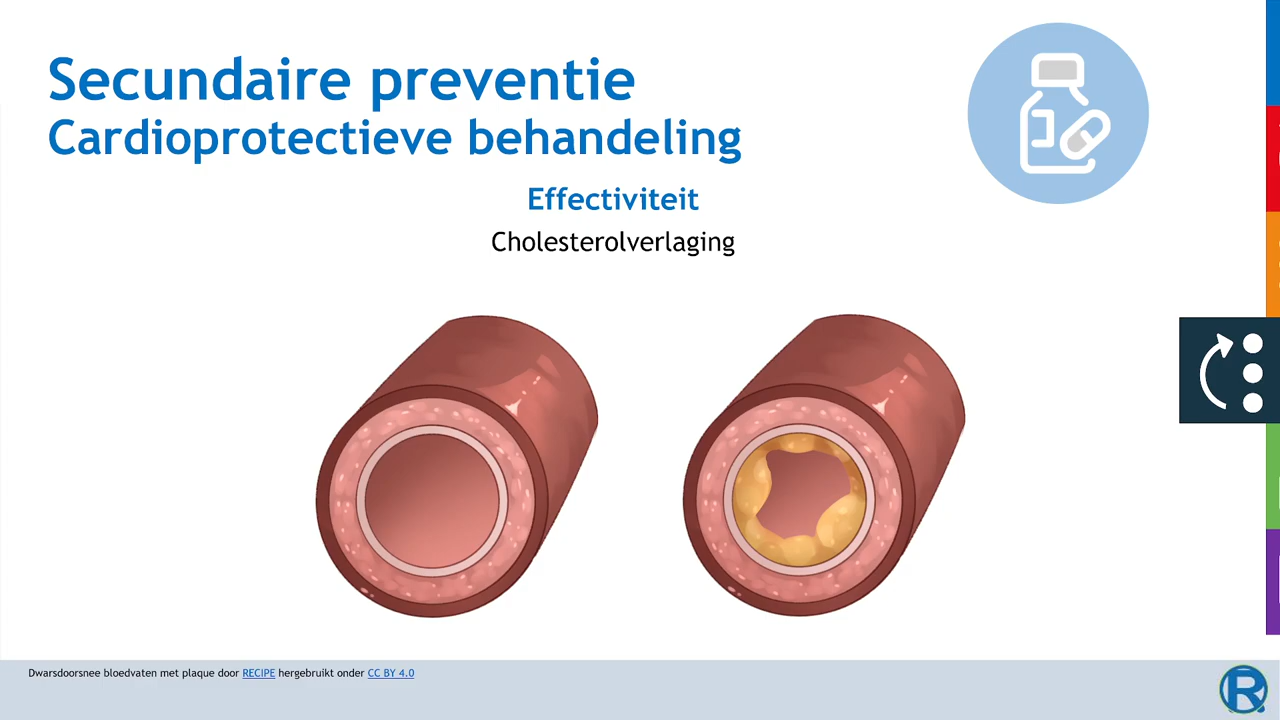 Secundaire preventie
Cardioprotectieve behandeling
Effectiviteit
Cholesterolverlaging
Dwarsdoorsnee bloedvaten met plaque door RECIPE hergebruikt onder CC BY 4.0
R